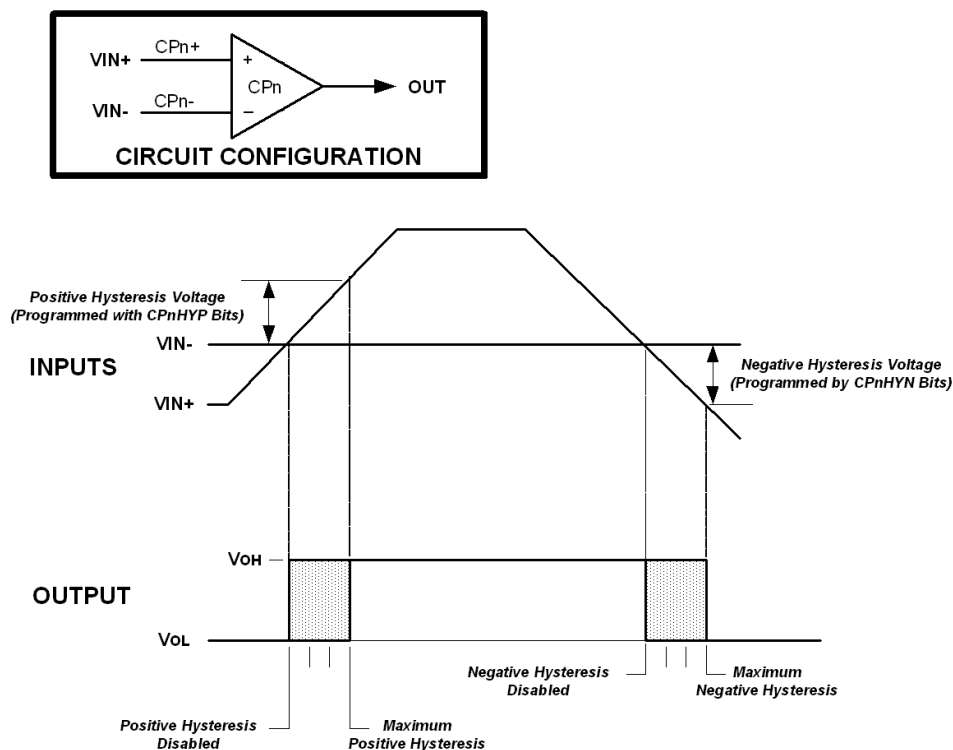 VIN+
CPn+
+
CPn
OUT
VIN-
CPn-
–
CIRCUIT CONFIGURATION
Positive Hysteresis Voltage
(Programmed with CPnHYP Bits)
VIN-
INPUTS
Negative Hysteresis Voltage
(Programmed by CPnHYN Bits)
VIN+
VOH
OUTPUT
VOL
Negative Hysteresis
Disabled
Maximum
Negative Hysteresis
Positive Hysteresis
Disabled
Maximum
Positive Hysteresis